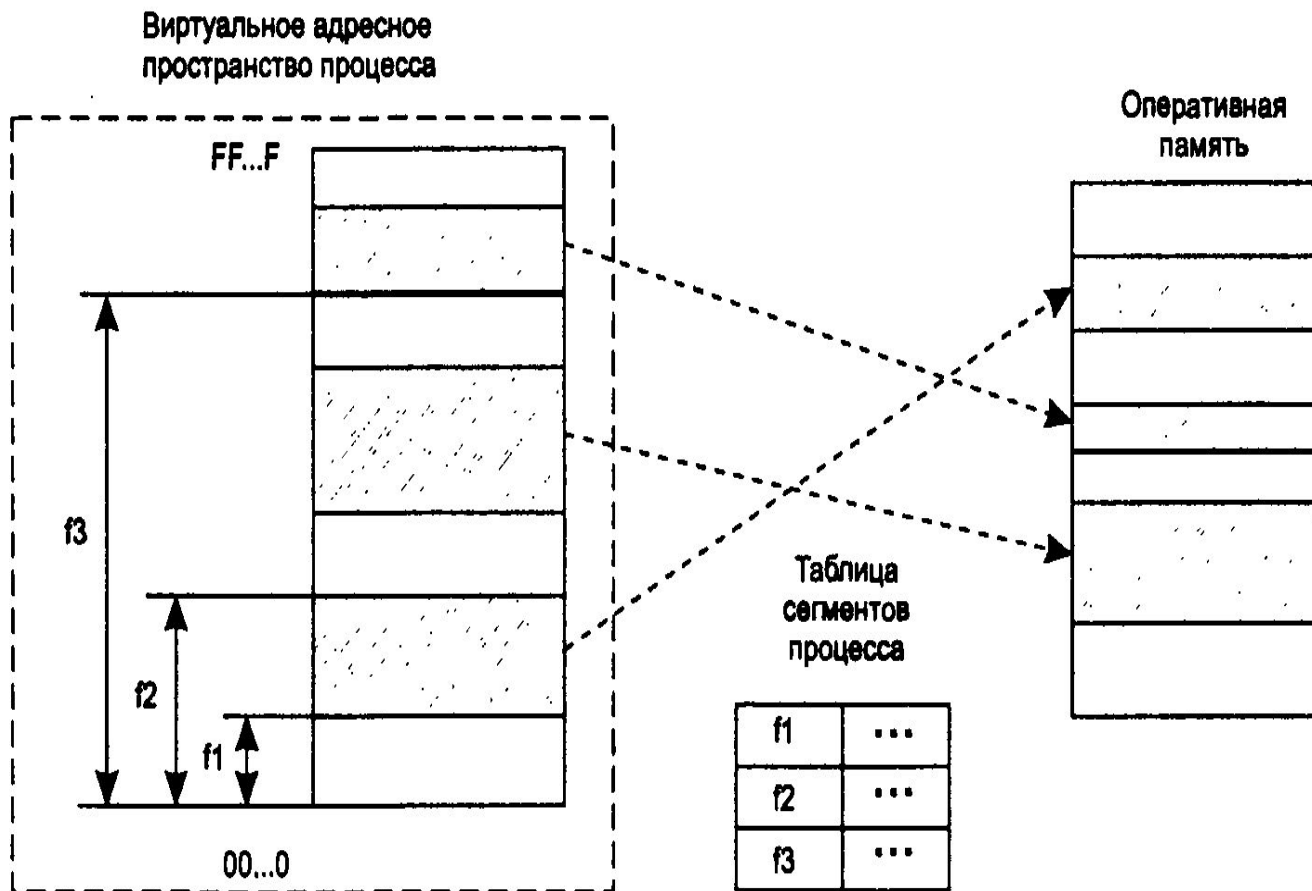 Виртуальное адресное
пространство процесса
FF...F
f3
f2
f1
00...0
Оперативная
память
Таблица
сегментов
процесса
f1 ...
f2 ...
f3 ...